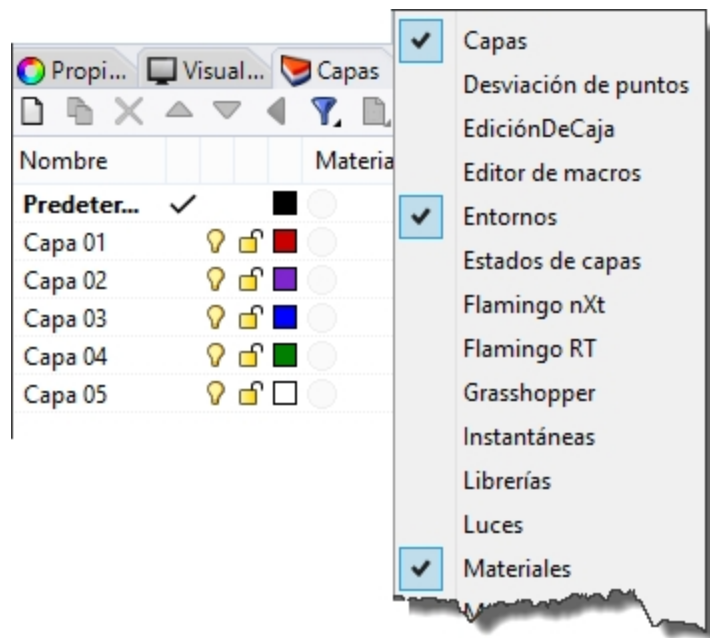 Propi... Visual... Capas
Nombre Materia
Predeter...
Capa 01
Capa 02
Capa 03
Capa 04
Capa 05
Capas
Desviación de puntos
EdiciónDeCaja
Editor de macros
Entornos
Estados de capas
Flamingo nXt
Flamingo RT
Grasshopper
Instantáneas
Librerías
Luces
Materiales